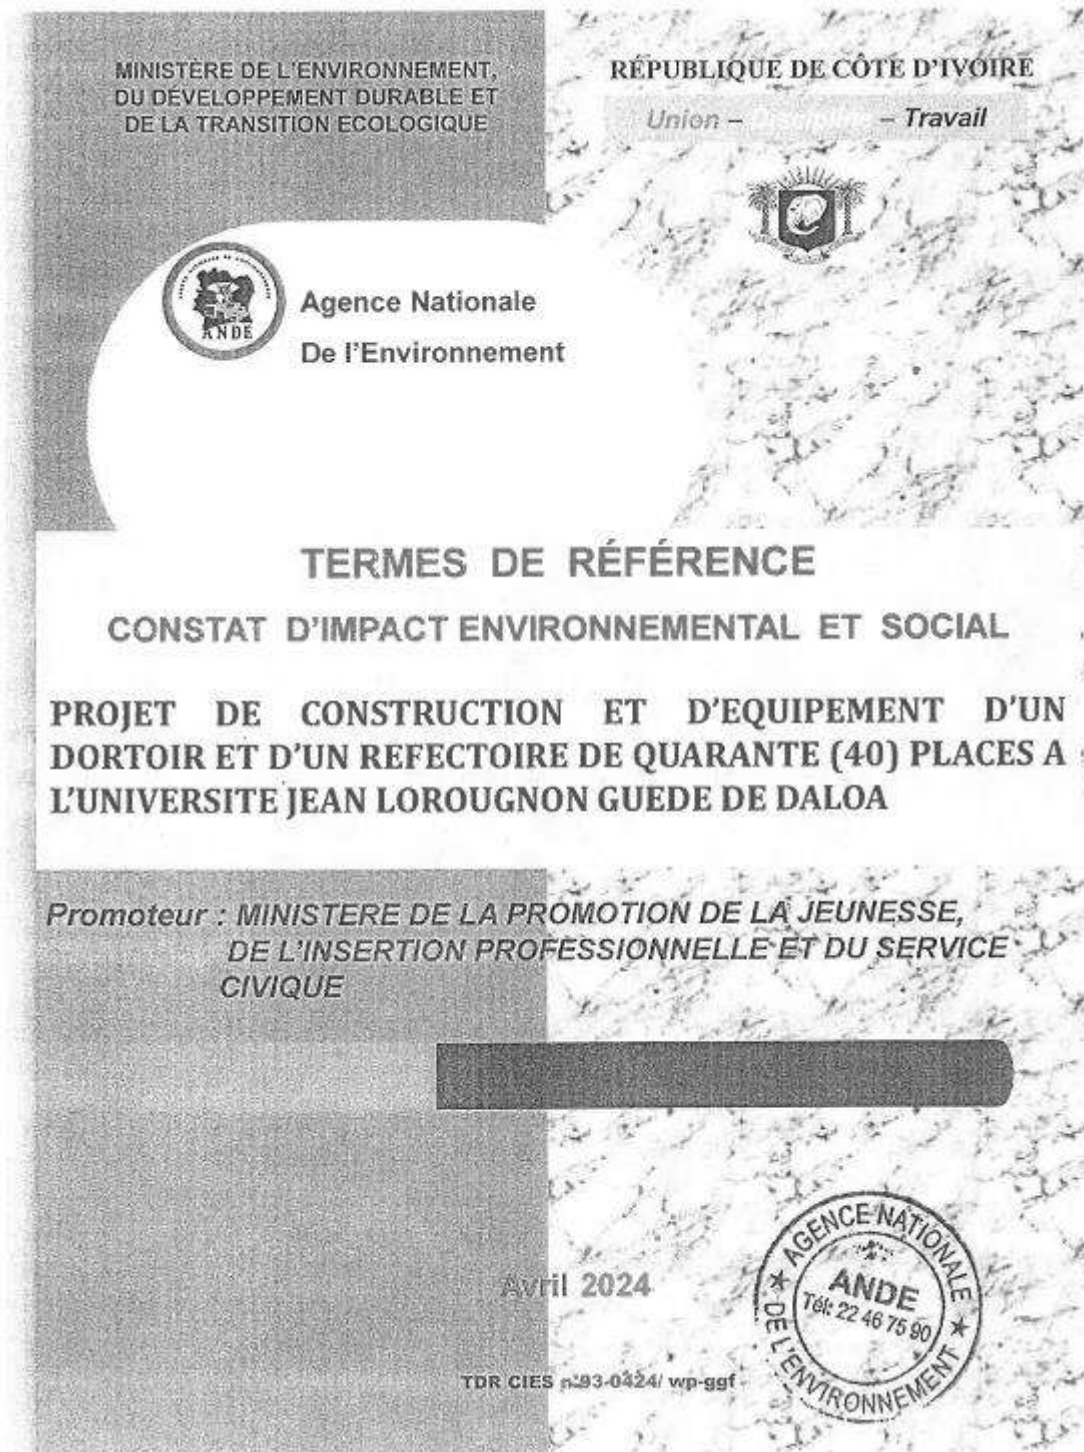 MINISTÈRE DE L'ENVIRONNEMENT,
DU DÉVELOPPEMENT DURABLE ET
DE LA TRANSITION ECOLOGIQUE
RÉPUBLIQUE DE CÔTE D'IVOIRE
Union – – Travail
ANDE
Agence Nationale
De l'Environnement
TERMES DE RÉFÉRENCE
CONSTAT D'IMPACT ENVIRONNEMENTAL ET SOCIAL
PROJET DE CONSTRUCTION ET D'EQUIPEMENT D'UN
DORTOIR ET D'UN REFECTOIRE DE QUARANTE (40) PLACES A
L'UNIVERSITE JEAN LOROUGNON GUEDE DE DALOA
Promoteur : MINISTERE DE LA PROMOTION DE LA JEUNESSE,
DE L'INSERTION PROFESSIONNELLE ET DU SERVICE
CIVIQUE
Avril 2024
AGENCE NATIONALE
DE L'ENVIRONNEMENT
ANDE
Tél: 22 46 75 90
TDR CIES n°93-0424/ wp-ggf